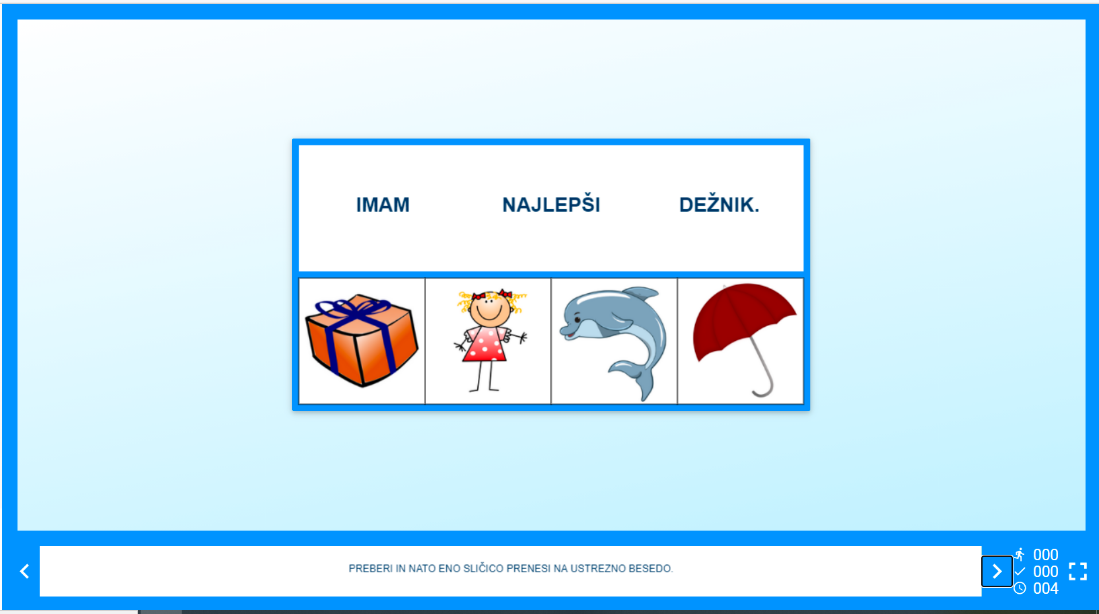 IMAM NAJLEPŠI DEŽNIK.
PREBERI IN NATO ENO SLIČICO PRENESI NA USTREZNO BESEDO.
000
000
004